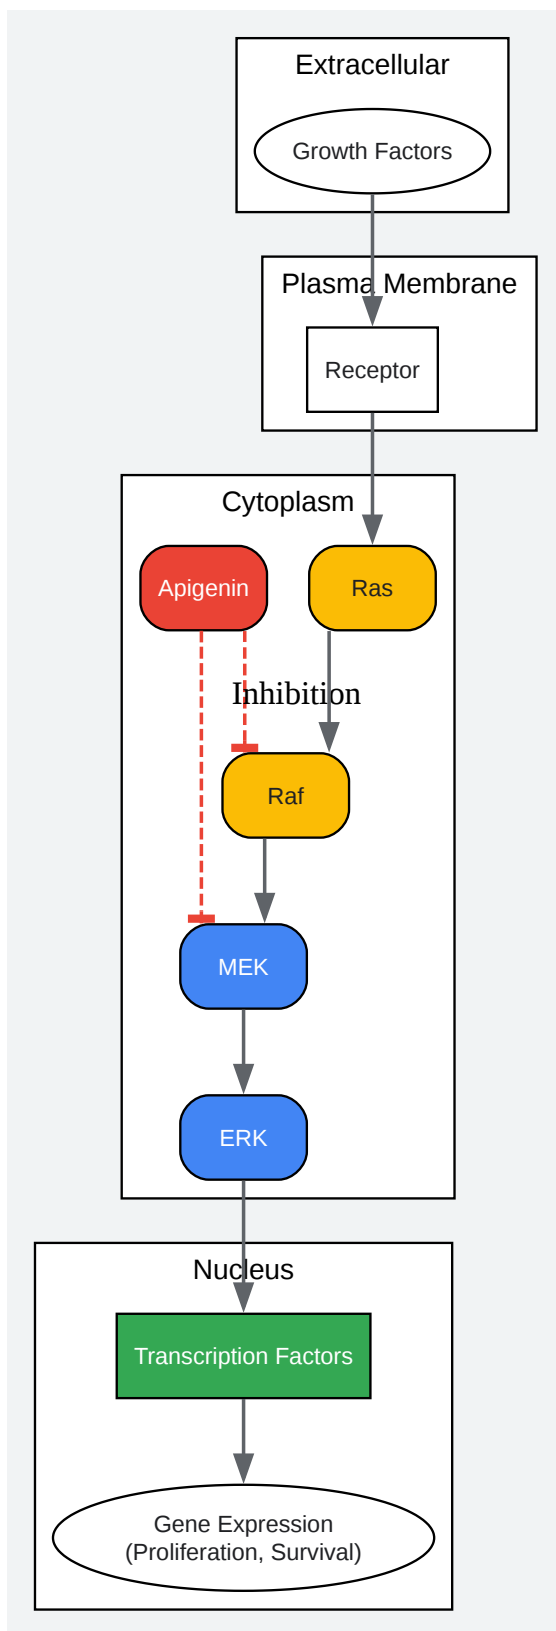 Extracellular
Growth Factors
Plasma Membrane
Receptor
Cytoplasm
Apigenin
Ras
Inhibition
Raf
MEK
ERK
Nucleus
Transcription Factors
Gene Expression
(Proliferation, Survival)